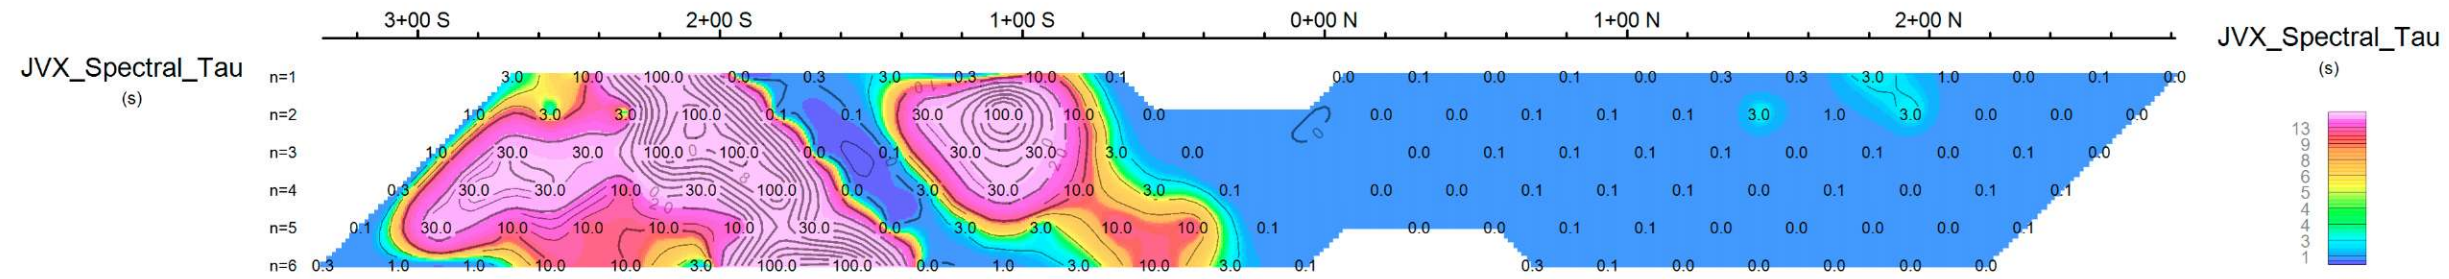 3+00 S 2+00 S 1+00 S 0+00 N 1+00 N 2+00 N
JVX_Spectral_Tau JVX_Spectral_Tau
(s) (s)
n=1 3.0 10.0 100.0 0.0 0.3 3.0 0.3 10.0 0.1 0.0 0.1 0.0 0.1 0.0 0.3 0.3 3.0 1.0 0.0 0.1 0.0
n=2 1.0 3.0 3.0 100.0 0.1 0.1 30.0 100.0 10.0 0.0 0.0 0.0 0.1 0.1 0.1 3.0 1.0 3.0 0.0 0.0 0.0
n=3 1.0 30.0 30.0 100.0 100.0 0.0 0.1 30.0 30.0 3.0 0.0 0.0 0.1 0.1 0.1 0.1 0.0 0.1 0.0 0.1 0.0
n=4 0.3 30.0 30.0 10.0 30.0 100.0 0.0 3.0 30.0 10.0 3.0 0.1 0.0 0.0 0.1 0.1 0.1 0.0 0.1 0.0 0.1 0.1
n=5 0.1 30.0 10.0 10.0 10.0 10.0 30.0 0.0 3.0 3.0 10.0 10.0 0.1 0.0 0.0 0.1 0.1 0.0 0.0 0.0 0.0 0.1
n=6 0.3 1.0 1.0 10.0 10.0 3.0 100.0 100.0 0.0 1.0 3.0 10.0 3.0 0.1 0.3 0.1 0.0 0.0 0.0 0.0 0.0
13
9
8
6
5
4
4
3
1